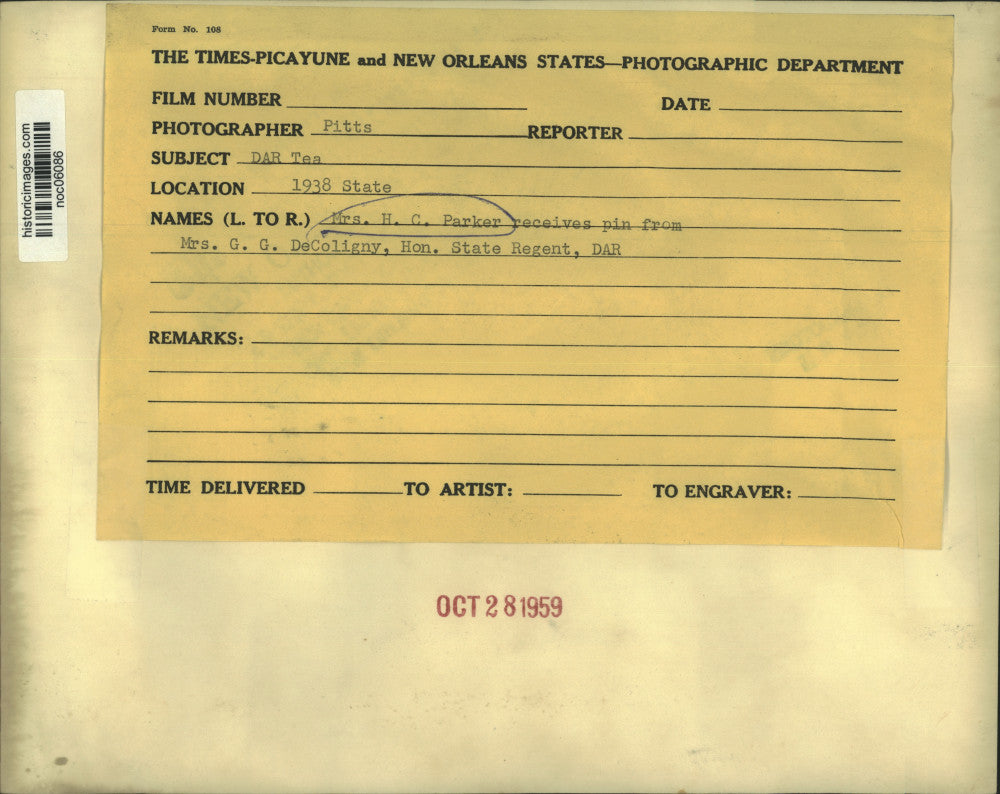 Form No. 108
THE TIMES-PICAYUNE and NEW ORLEANS STATES—PHOTOGRAPHIC DEPARTMENT
FILM NUMBER DATE
PHOTOGRAPHER Pitts REPORTER
SUBJECT DAR Tea
LOCATION 1938 State
NAMES (L. TO R.) Mrs. H. C. Parker receives pin from
Mrs. G. G. DeColigny, Hon. State Regent, DAR
REMARKS:
TIME DELIVERED TO ARTIST: TO ENGRAVER:
OCT 28 1959
historicimages.com
noc06086